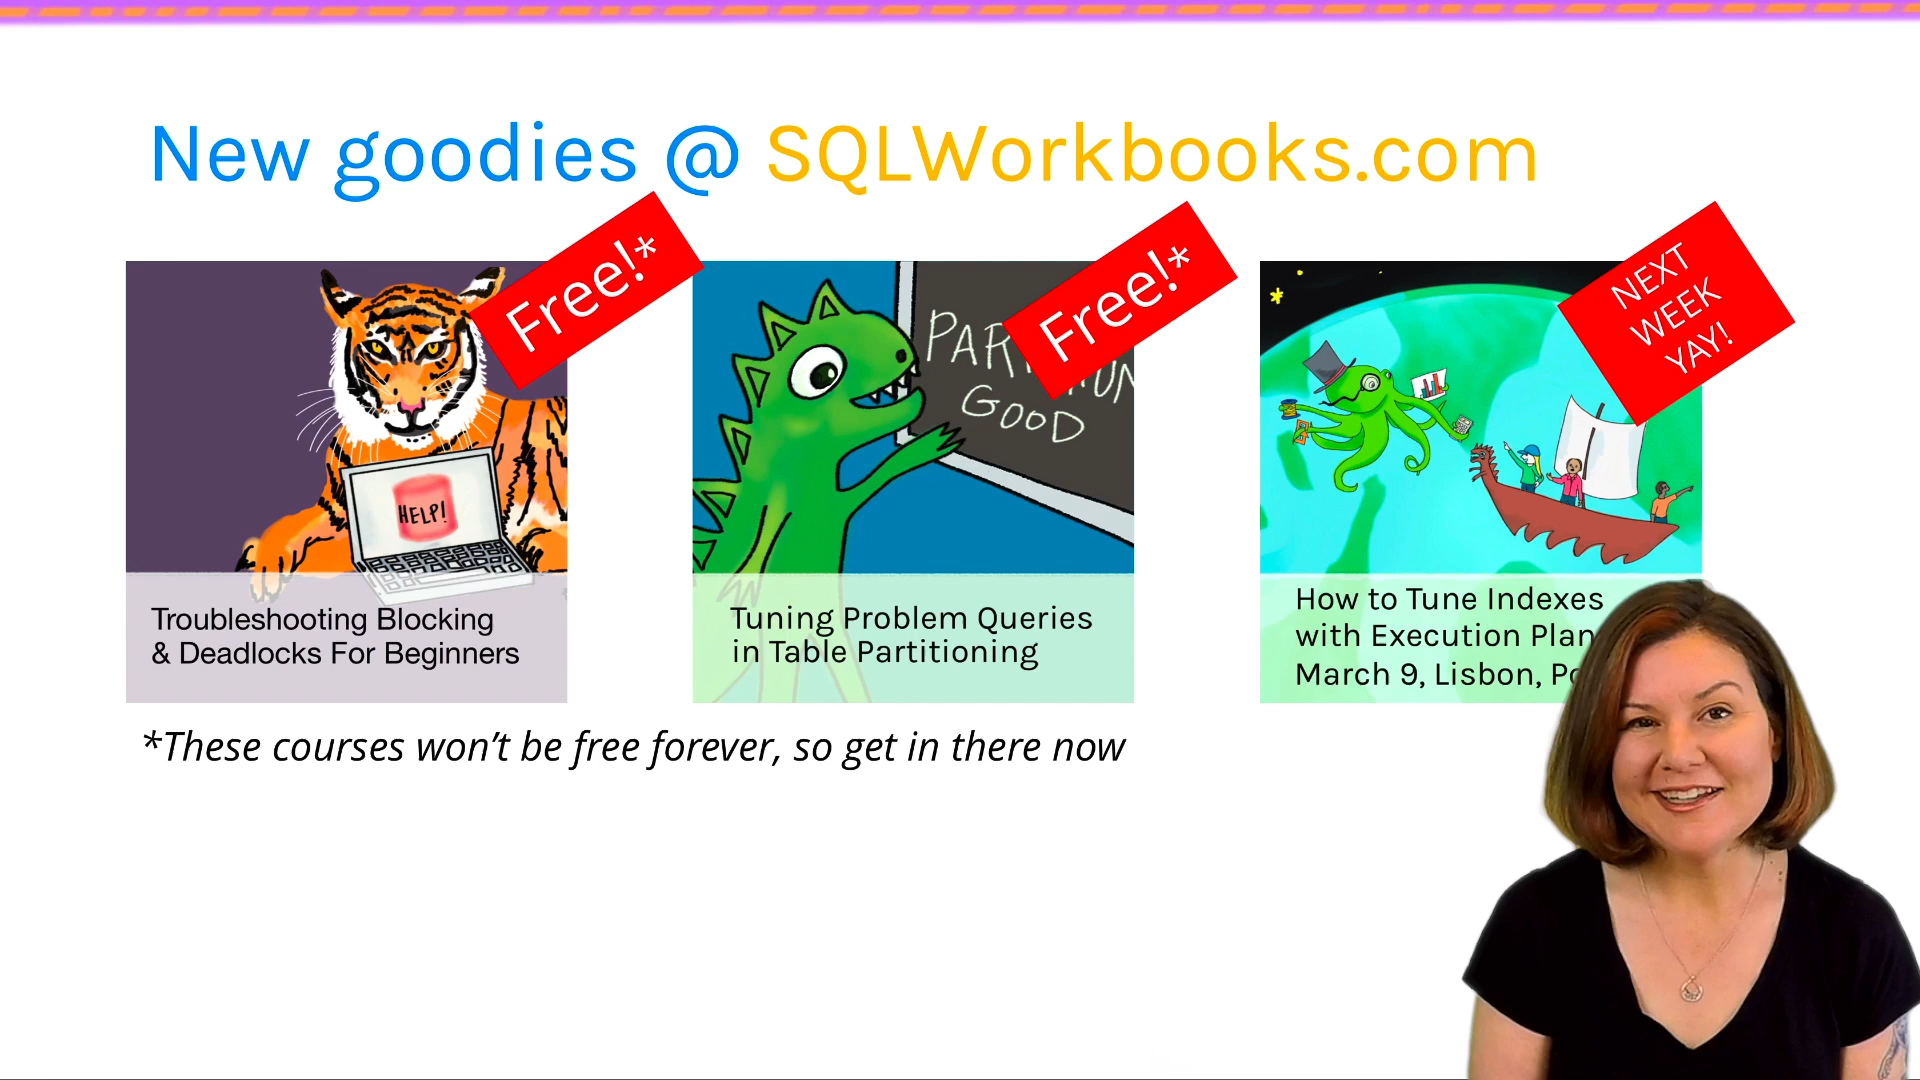 New goodies @ SQLWorkbooks.com
Free!*
Free!*
NEXT
WEEK
YAY!
HELP!
GOOD
Troubleshooting Blocking
& Deadlocks For Beginners
Tuning Problem Queries
in Table Partitioning
How to Tune Indexes
with Execution Plan
March 9, Lisbon,
*These courses won't be free forever, so get in there now